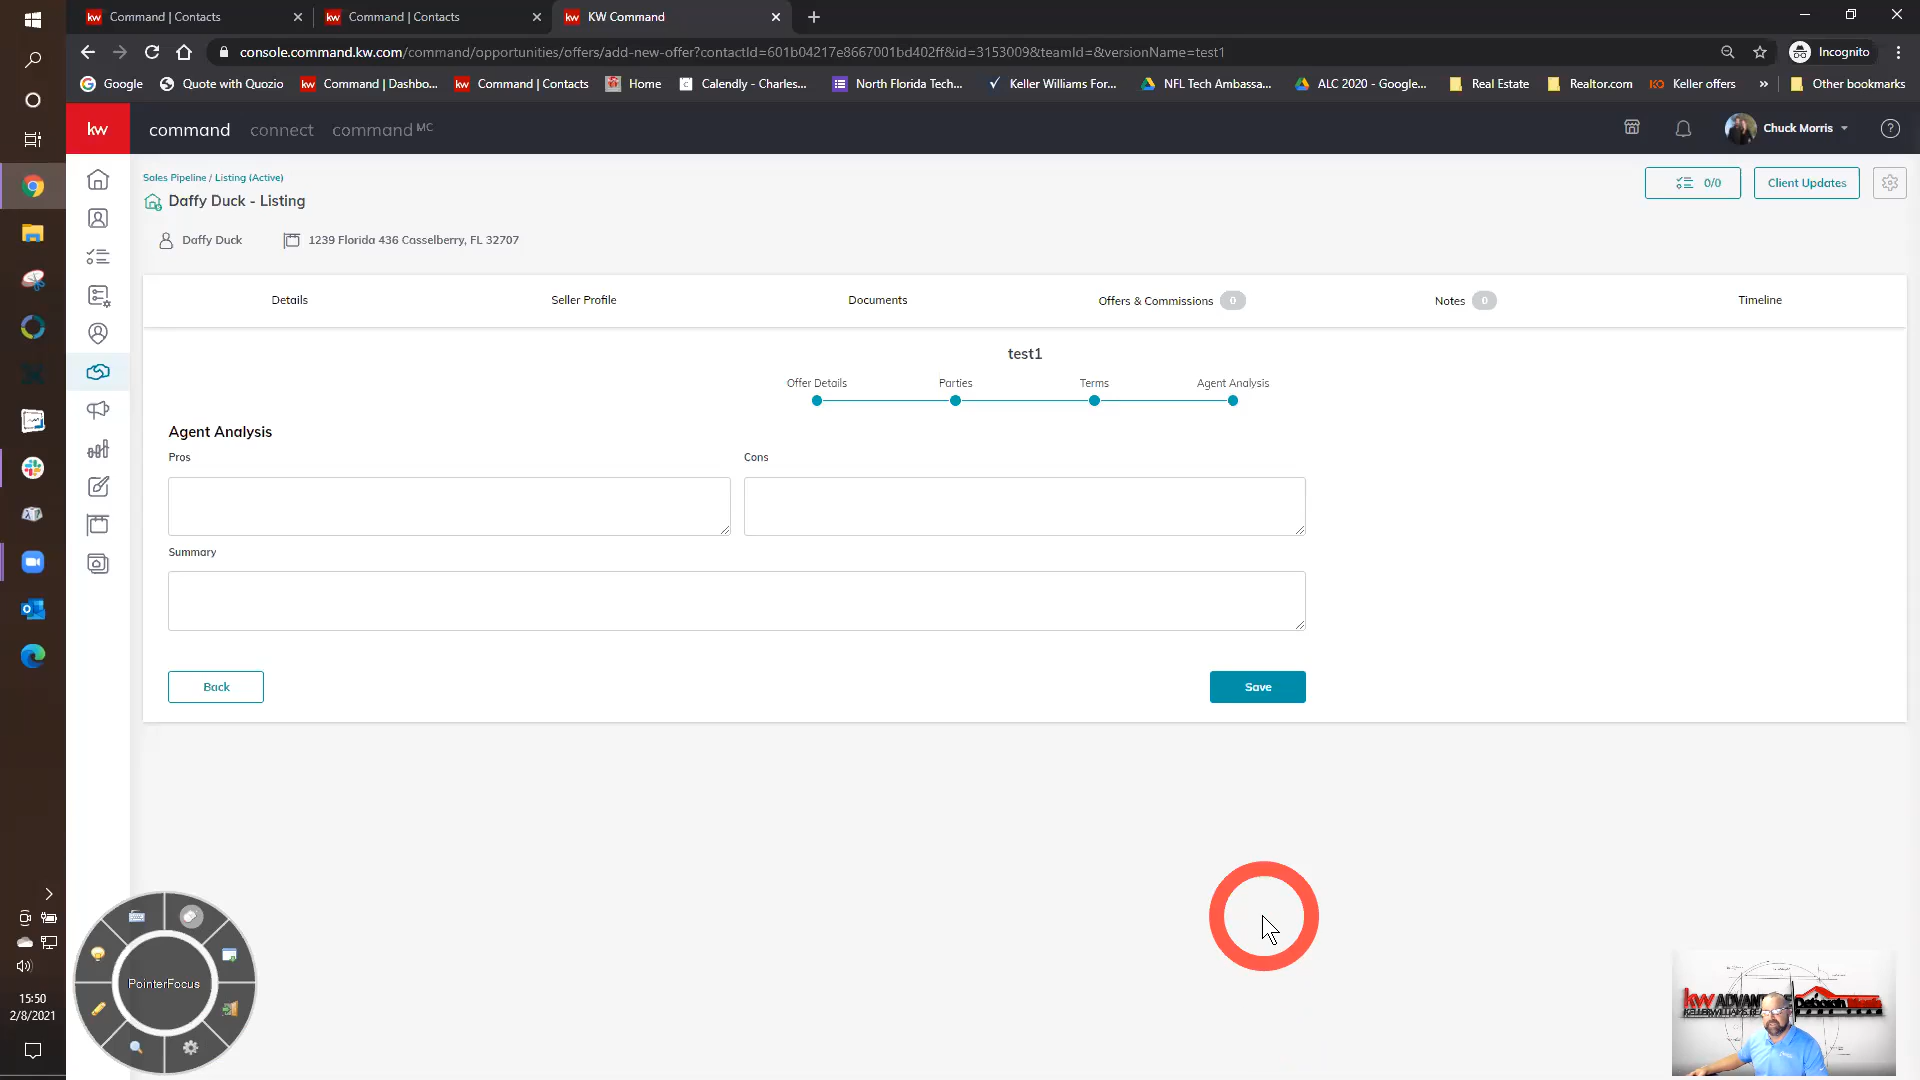 Command | Contacts
Command | Contacts
KW Command
console.command.kw.com/command/opportunities/offers/add-new-offer?contactId=601b04217e8667001bd402ff&id=3153009&teamId=&versionName=test1
Incognito
Google
Quote with Quozio
Command | Dashbo...
Command | Contacts
Home
Calendly - Charles...
North Florida Tech...
Keller Williams For...
NFL Tech Ambassa...
ALC 2020 - Google...
Real Estate
Realtor.com
Keller offers
»
Other bookmarks
kw
command
connect
command MC
Chuck Morris
Sales Pipeline / Listing (Active)
Daffy Duck - Listing
0/0
Client Updates
Daffy Duck
1239 Florida 436 Casselberry, FL 32707
Details
Seller Profile
Documents
Offers & Commissions 0
Notes 0
Timeline
test1
Offer Details
Parties
Terms
Agent Analysis
Agent Analysis
Pros
Cons
Summary
Back
Save
PointerFocus
15:50
2/8/2021
kw